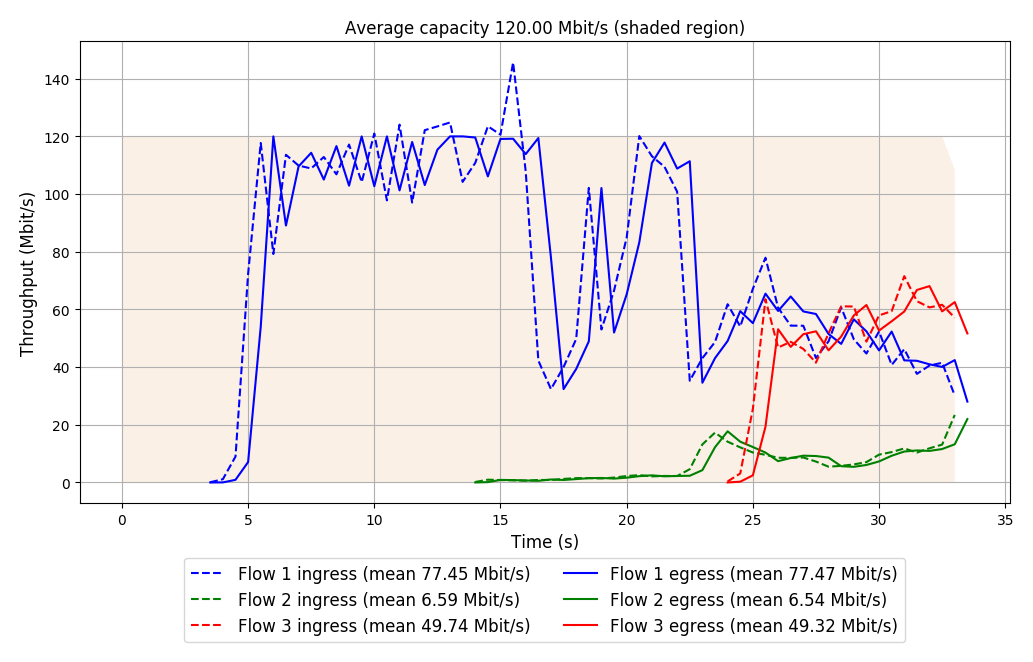 Average capacity 120.00 Mbit/s (shaded region)
Throughput (Mbit/s)
140
120
100
80
60
40
20
0
0 5 10 15 20 25 30 35
Time (s)
Flow 1 ingress (mean 77.45 Mbit/s) Flow 1 egress (mean 77.47 Mbit/s)
Flow 2 ingress (mean 6.59 Mbit/s) Flow 2 egress (mean 6.54 Mbit/s)
Flow 3 ingress (mean 49.74 Mbit/s) Flow 3 egress (mean 49.32 Mbit/s)